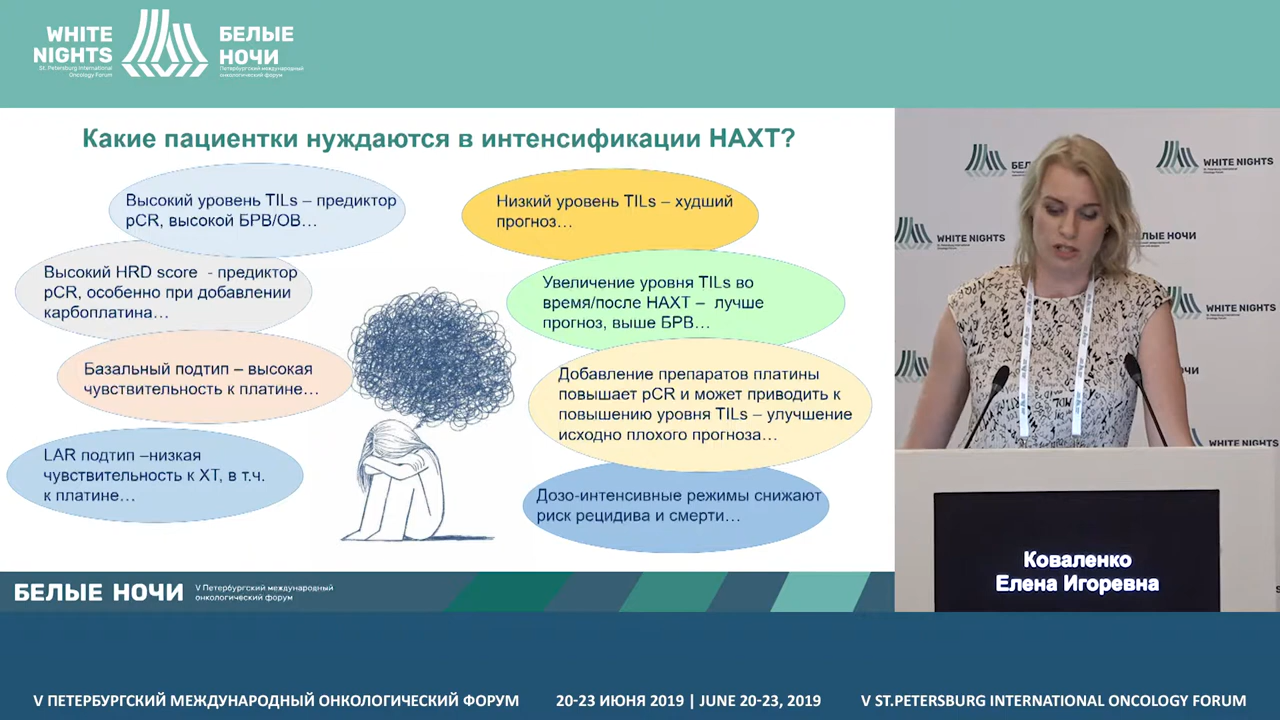 WHITE
NIGHTS
St. Petersburg International
Oncology Forum
БЕЛЫЕ
НОЧИ
Петербургский международный
онкологический форум
Какие пациентки нуждаются в интенсификации НАХТ?
Высокий уровень TILs – предиктор
pCR, высокой БРВ/ОВ…
Высокий HRD score - предиктор
pCR, особенно при добавлении
карбоплатина…
Базальный подтип – высокая
чувствительность к платине…
LAR подтип –низкая
чувствительность к ХТ, в т.ч.
к платине…
Низкий уровень TILs – худший
прогноз…
Увеличение уровня TILs во
время/после НАХТ – лучше
прогноз, выше БРВ…
Добавление препаратов платины
повышает pCR и может приводить к
повышению уровня TILs – улучшение
исходно плохого прогноза…
Дозо-интенсивные режимы снижают
риск рецидива и смерти…
БЕЛЫЕ НОЧИ
V Петербургский международный
онкологический форум
БЕЛ
WHITE NIGHTS
WHITE NIGHTS
БЕЛЫЕ НОЧИ
WHITE NIGHTS
WHITE NIGHTS
Коваленко
Елена Игоревна
V ПЕТЕРБУРГСКИЙ МЕЖДУНАРОДНЫЙ ОНКОЛОГИЧЕСКИЙ ФОРУМ
20-23 ИЮНЯ 2019 | JUNE 20-23, 2019
V ST.PETERSBURG INTERNATIONAL ONCOLOGY FORUM